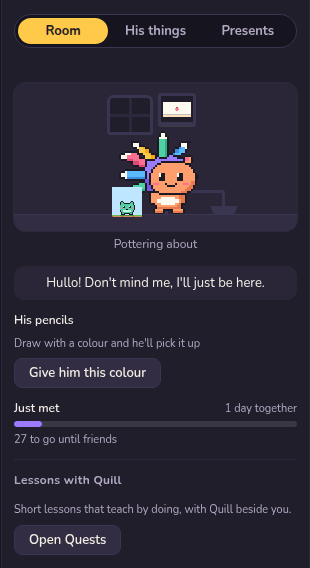 Room His things Presents
Pottering about
Hullo! Don't mind me, I'll just be here.
His pencils
Draw with a colour and he'll pick it up
Give him this colour
Just met 1 day together
27 to go until friends
Lessons with Quill
Short lessons that teach by doing, with Quill beside you.
Open Quests